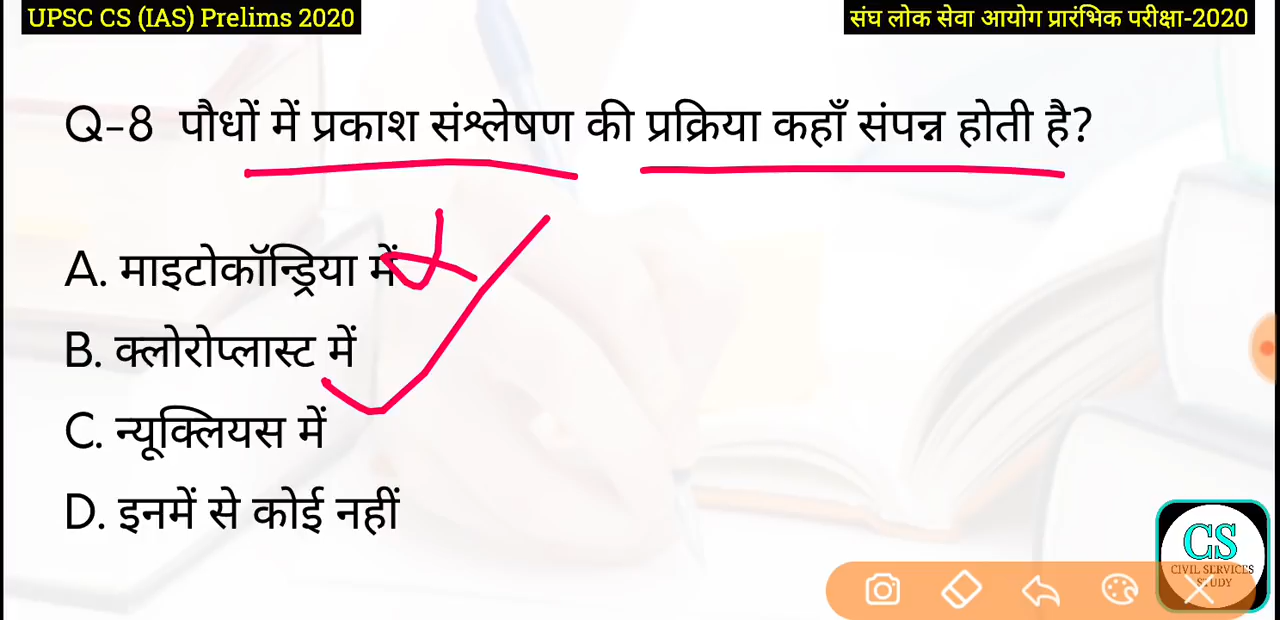 UPSC CS (IAS) Prelims 2020
संघ लोक सेवा आयोग प्रारंभिक परीक्षा-2020
Q-8 पौधों में प्रकाश संश्लेषण की प्रक्रिया कहाँ संपन्न होती है?
A. माइटोकॉन्ड्रिया में
B. क्लोरोप्लास्ट में
C. न्यूक्लियस में
D. इनमें से कोई नहीं
CS
CIVIL SERVICES
STUDY